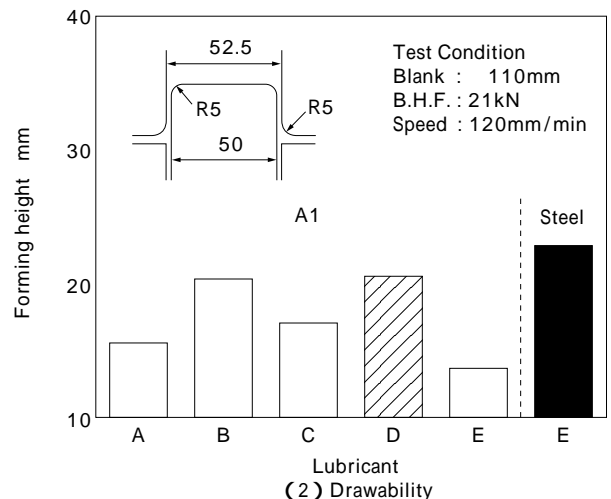 40
30
20
10
Forming height mm
52.5
R5
R5
50
Test Condition
Blank : 110mm
B.H.F. : 21kN
Speed : 120mm/min
A1
Steel
A B C D E E
Lubricant
(2) Drawability